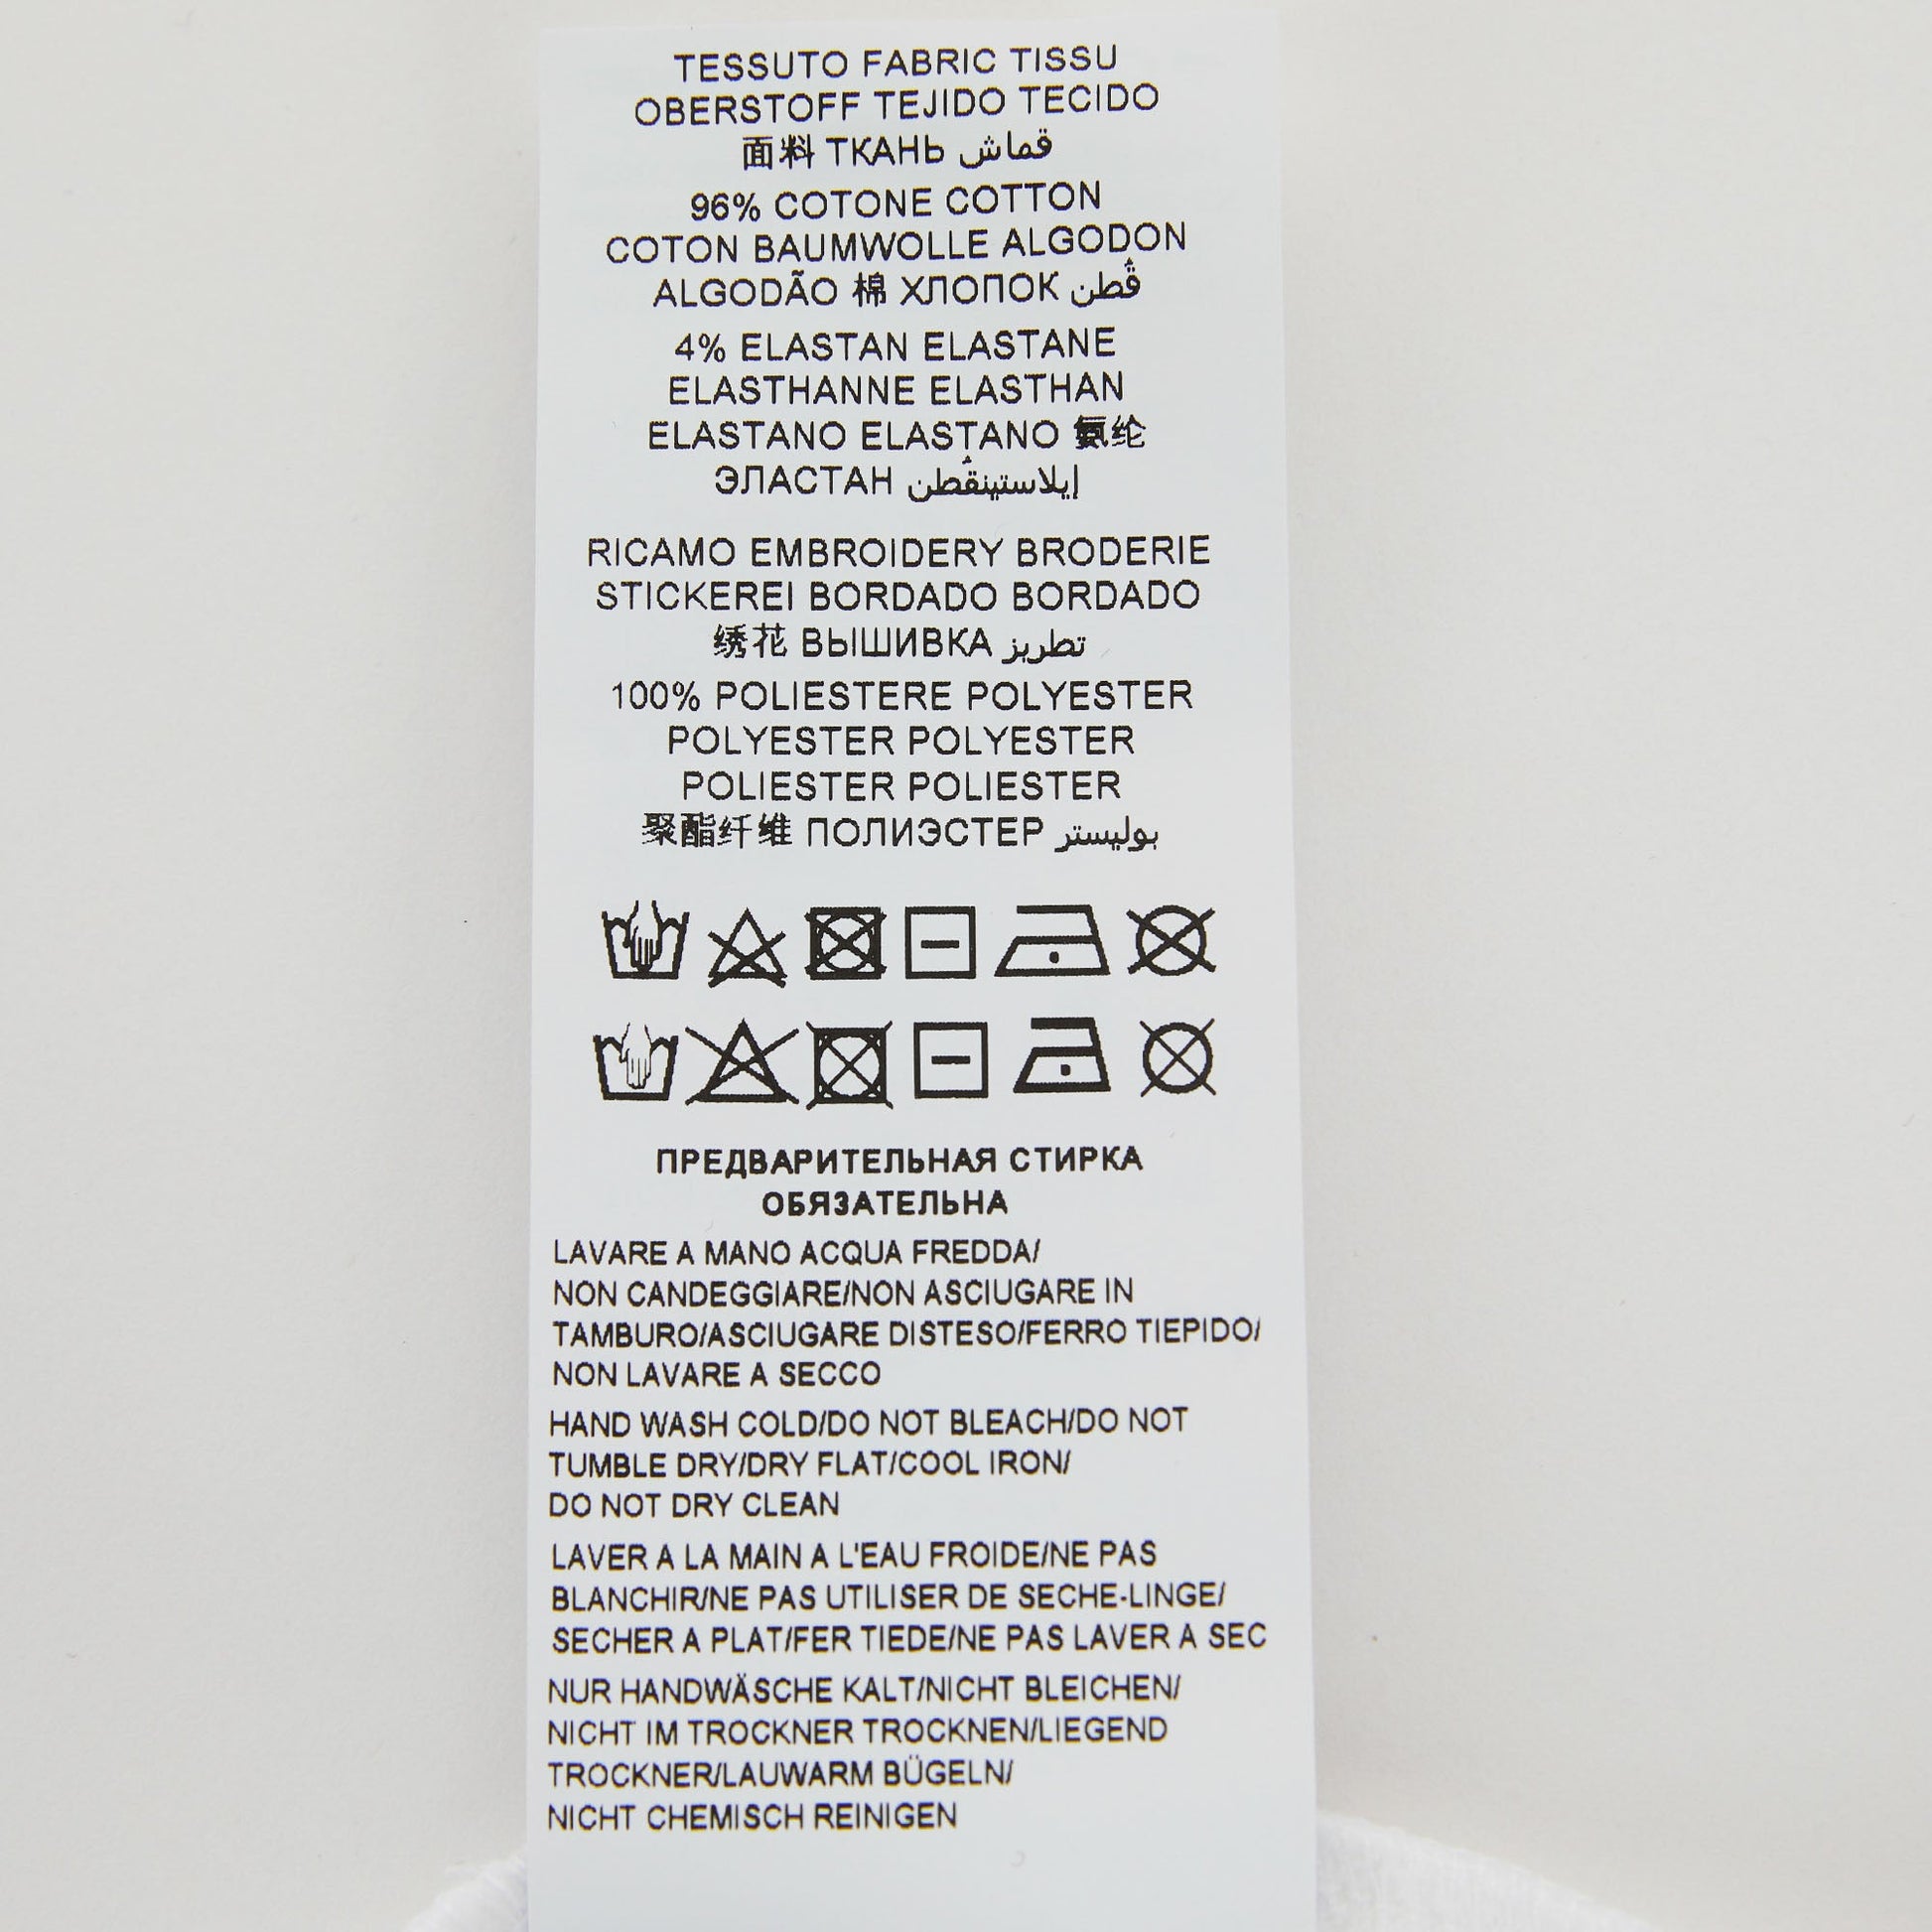 TESSUTO FABRIC TISSU
OBERSTOFF TEJIDO TECIDO
面料 ТКАНЬ قماش
96% COTONE COTTON
COTON BAUMWOLLE ALGODON
ALGODÃO 棉 ХЛОПОК قُطن
4% ELASTAN ELASTANE
ELASTHANNE ELASTHAN
ELASTANO ELASTANO 氨纶
ЭЛАСТАН إيلاستينقُطن
RICAMO EMBROIDERY BRODERIE
STICKEREI BORDADO BORDADO
绣花 ВЫШИВКА تطريز
100% POLIESTERE POLYESTER
POLYESTER POLYESTER
POLIESTER POLIESTER
聚酯纤维 ПОЛИЭСТЕР بوليستر
ПРЕДВАРИТЕЛЬНАЯ СТИРКА
ОБЯЗАТЕЛЬНА
LAVARE A MANO ACQUA FREDDA/
NON CANDEGGIARE/NON ASCIUGARE IN
TAMBURO/ASCIUGARE DISTESO/FERRO TIEPIDO/
NON LAVARE A SECCO
HAND WASH COLD/DO NOT BLEACH/DO NOT
TUMBLE DRY/DRY FLAT/COOL IRON/
DO NOT DRY CLEAN
LAVER A LA MAIN A L'EAU FROIDE/NE PAS
BLANCHIR/NE PAS UTILISER DE SECHE-LINGE/
SECHER A PLAT/FER TIEDE/NE PAS LAVER A SEC
NUR HANDWÄSCHE KALT/NICHT BLEICHEN/
NICHT IM TROCKNER TROCKNEN/LIEGEND
TROCKNER/LAUWARM BÜGELN/
NICHT CHEMISCH REINIGEN